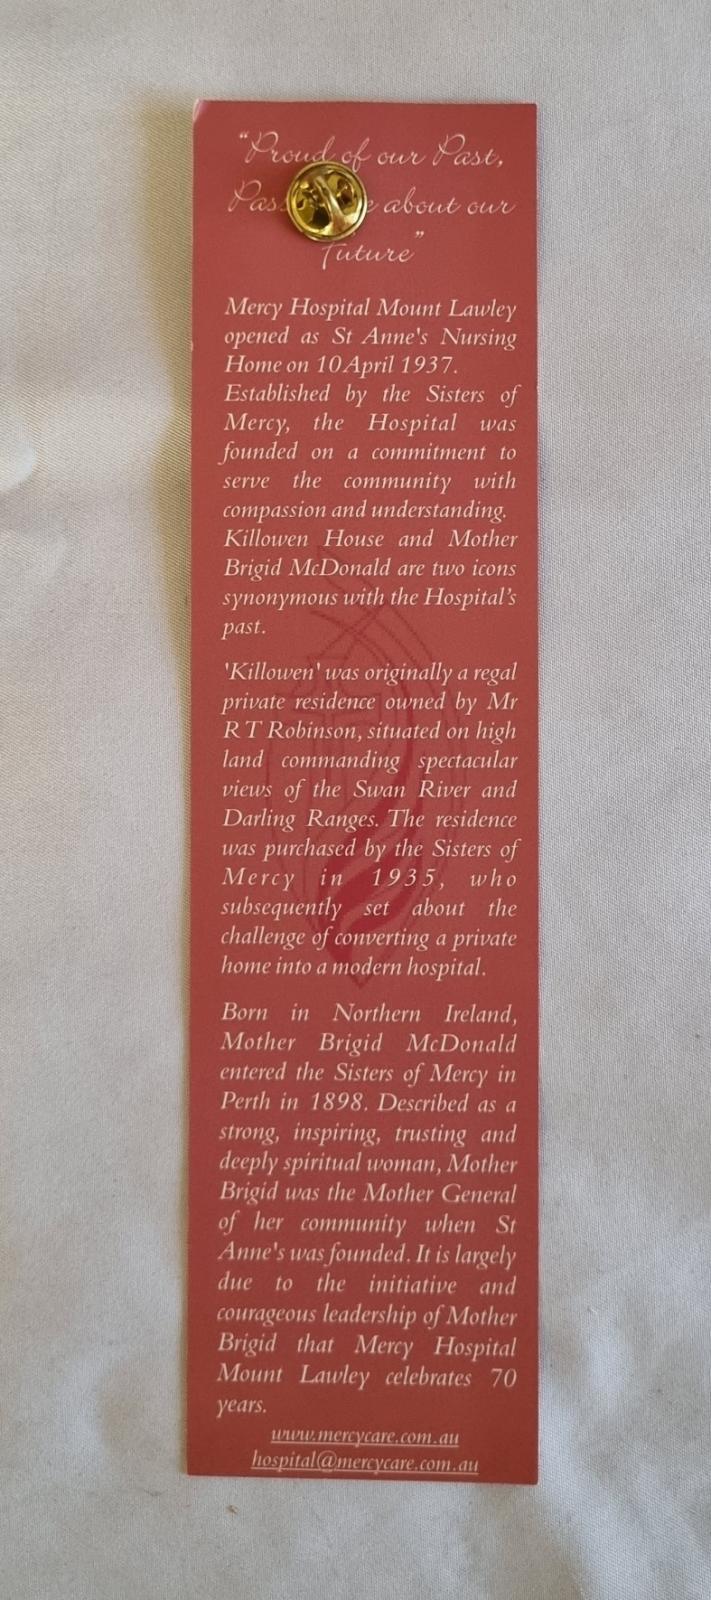 "Proud of our Past,
about our
Future"
Mercy Hospital Mount Lawley
opened as St Anne's Nursing
Home on 10 April 1937.
Established by the Sisters of
Mercy, the Hospital was
founded on a commitment to
serve the community with
compassion and understanding.
Killowen House and Mother
Brigid McDonald are two icons
synonymous with the Hospital's
past.
'Killowen' was originally a regal
private residence owned by Mr
R T Robinson, situated on high
land commanding spectacular
views of the Swan River and
Darling Ranges. The residence
was purchased by the Sisters of
Mercy in 1935, who
subsequently set about the
challenge of converting a private
home into a modern hospital.
Born in Northern Ireland,
Mother Brigid McDonald
entered the Sisters of Mercy in
Perth in 1898. Described as a
strong, inspiring, trusting and
deeply spiritual woman, Mother
Brigid was the Mother General
of her community when St
Anne's was founded. It is largely
due to the initiative and
courageous leadership of Mother
Brigid that Mercy Hospital
Mount Lawley celebrates 70
years.
www.mercycare.com.au
hospital@mercycare.com.au